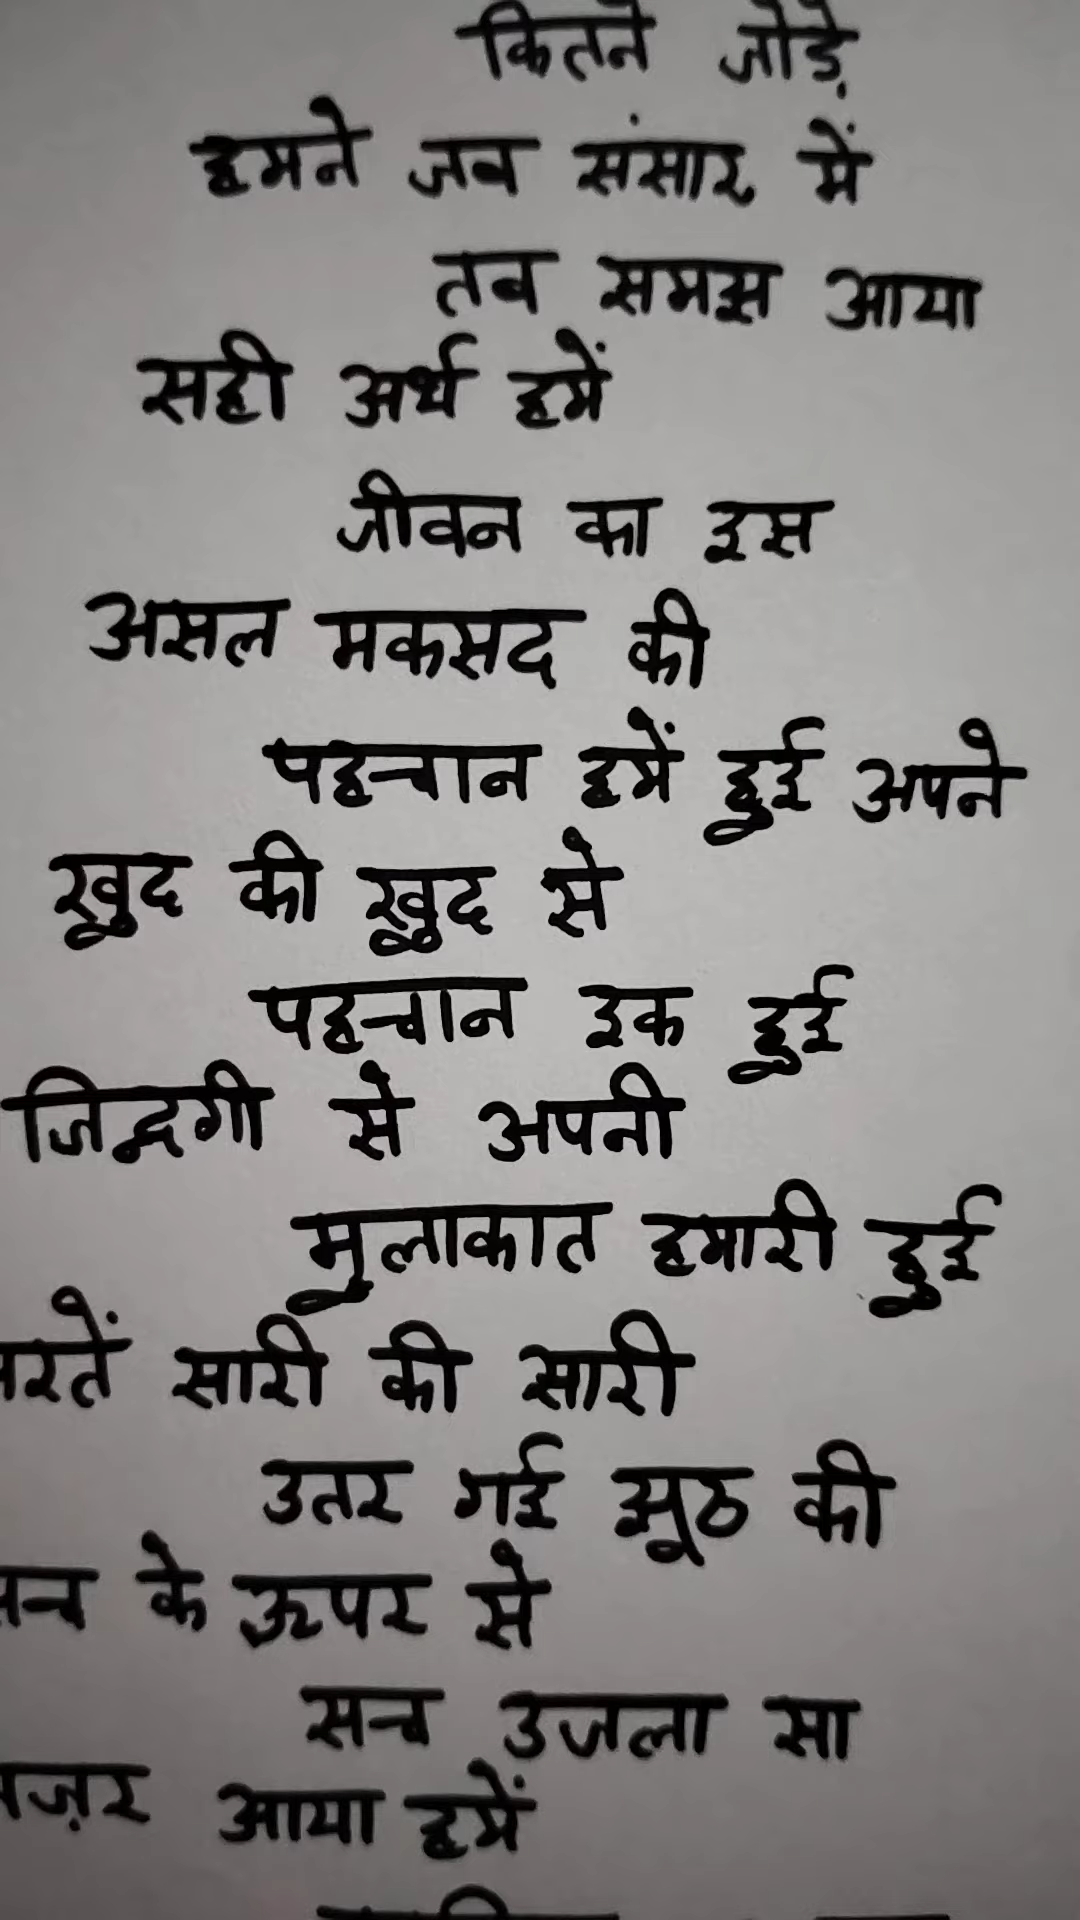 कितने जोड़े
हमने जब संसार में
तब समझ आया
सही अर्थ हमें
जीवन का इस
असल मकसद की
पहचान हमें हुई अपने
खुद की खुद से
पहचान इक हुई
जिन्दगी से अपनी
मुलाकात हमारी हुई
सारी की सारी
उतर गई झूठ की
के ऊपर से
सच उजला सा
आया हमें